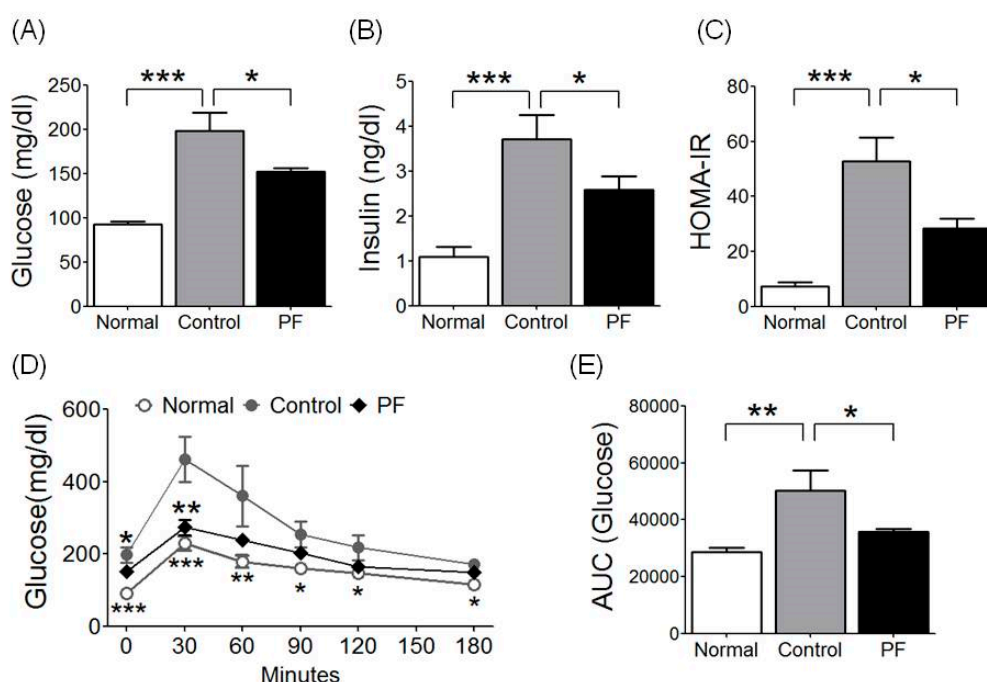 (A)
*** *
Glucose (mg/dl)
250
200
150
100
50
0
Normal Control PF
(B)
*** *
Insulin (ng/dl)
5
4
3
2
1
0
Normal Control PF
(C)
*** *
HOMA-IR
80
60
40
20
0
Normal Control PF
(D)
Normal Control PF
Glucose(mg/dl)
600
400
200
0
* **
*** *** ** * * *
0 30 60 90 120 150 180
Minutes
(E)
** *
AUC (Glucose)
80000
60000
40000
20000
0
Normal Control PF